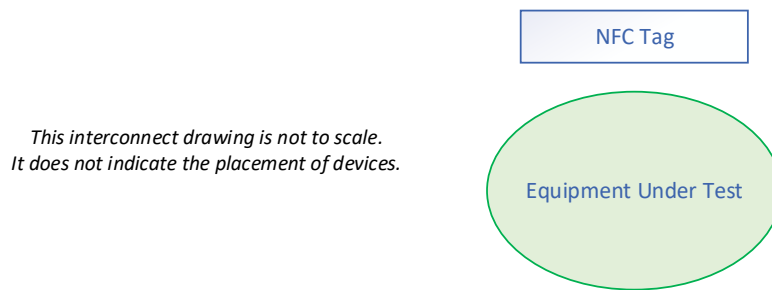 NFC Tag
This interconnect drawing is not to scale.
It does not indicate the placement of devices.
Equipment Under Test